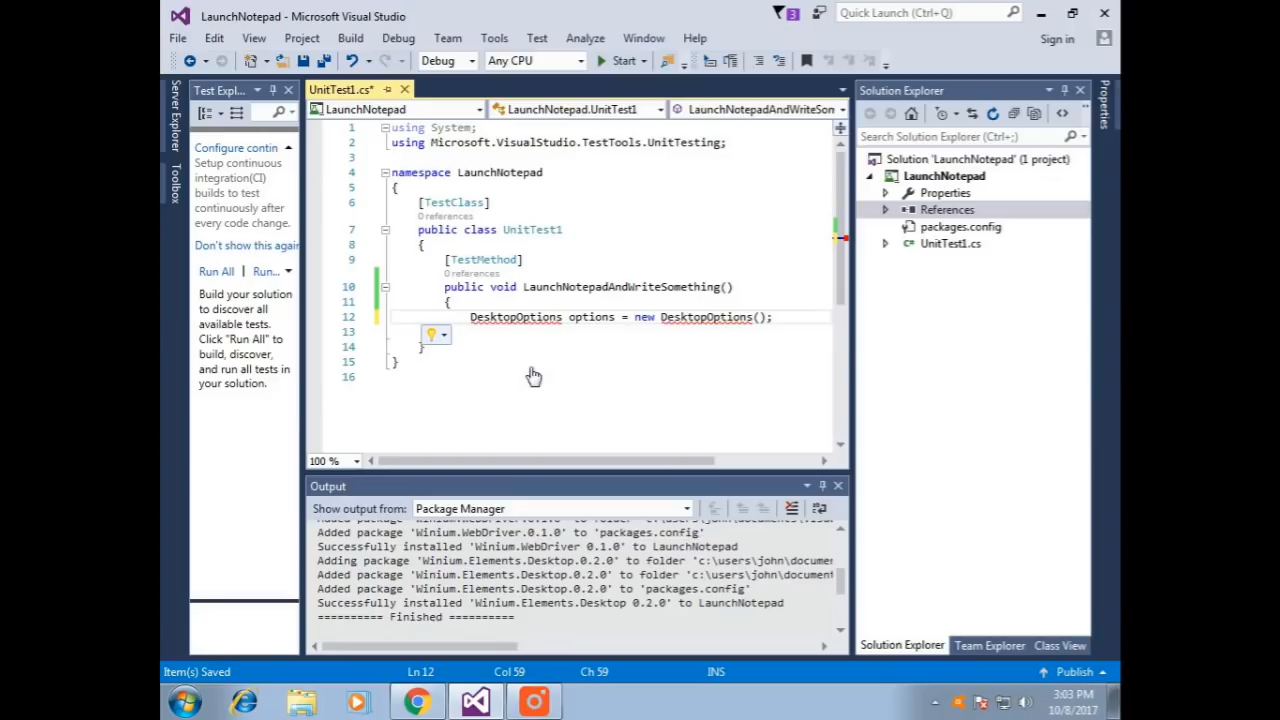 LaunchNotepad - Microsoft Visual Studio
3
Quick Launch (Ctrl+Q)
File Edit View Project Build Debug Team Tools Test Analyze Window Help
Sign in
Debug Any CPU Start
Server Explorer
Toolbox
Test Expl...
Configure contin
Setup continuous
integration(CI)
builds to test
continuously after
every code change.
Don't show this again
Run All | Run...
Build your solution
to discover all
available tests.
Click "Run All" to
build, discover,
and run all tests in
your solution.
UnitTest1.cs*
LaunchNotepad LaunchNotepad.UnitTest1 LaunchNotepadAndWriteSom
1 using System;
2 using Microsoft.VisualStudio.TestTools.UnitTesting;
3
4 namespace LaunchNotepad
5 {
6 [TestClass]
0 references
7 public class UnitTest1
8 {
9 [TestMethod]
0 references
10 public void LaunchNotepadAndWriteSomething()
11 {
12 DesktopOptions options = new DesktopOptions();
13
14 }
15 }
16
100 %
Output
Show output from: Package Manager
Added package 'Winium.WebDriver.0.1.0' to 'packages.config'
Successfully installed 'Winium.WebDriver 0.1.0' to LaunchNotepad
Adding package 'Winium.Elements.Desktop.0.2.0' to folder 'c:\users\john\docume
Added package 'Winium.Elements.Desktop.0.2.0' to folder 'c:\users\john\document
Added package 'Winium.Elements.Desktop.0.2.0' to 'packages.config'
Successfully installed 'Winium.Elements.Desktop 0.2.0' to LaunchNotepad
========== Finished ==========
Solution Explorer
Search Solution Explorer (Ctrl+;)
Solution 'LaunchNotepad' (1 project)
LaunchNotepad
Properties
References
packages.config
C# UnitTest1.cs
Solution Explorer Team Explorer Class View
Properties
Item(s) Saved Ln 12 Col 59 Ch 59 INS Publish
3:03 PM
10/8/2017